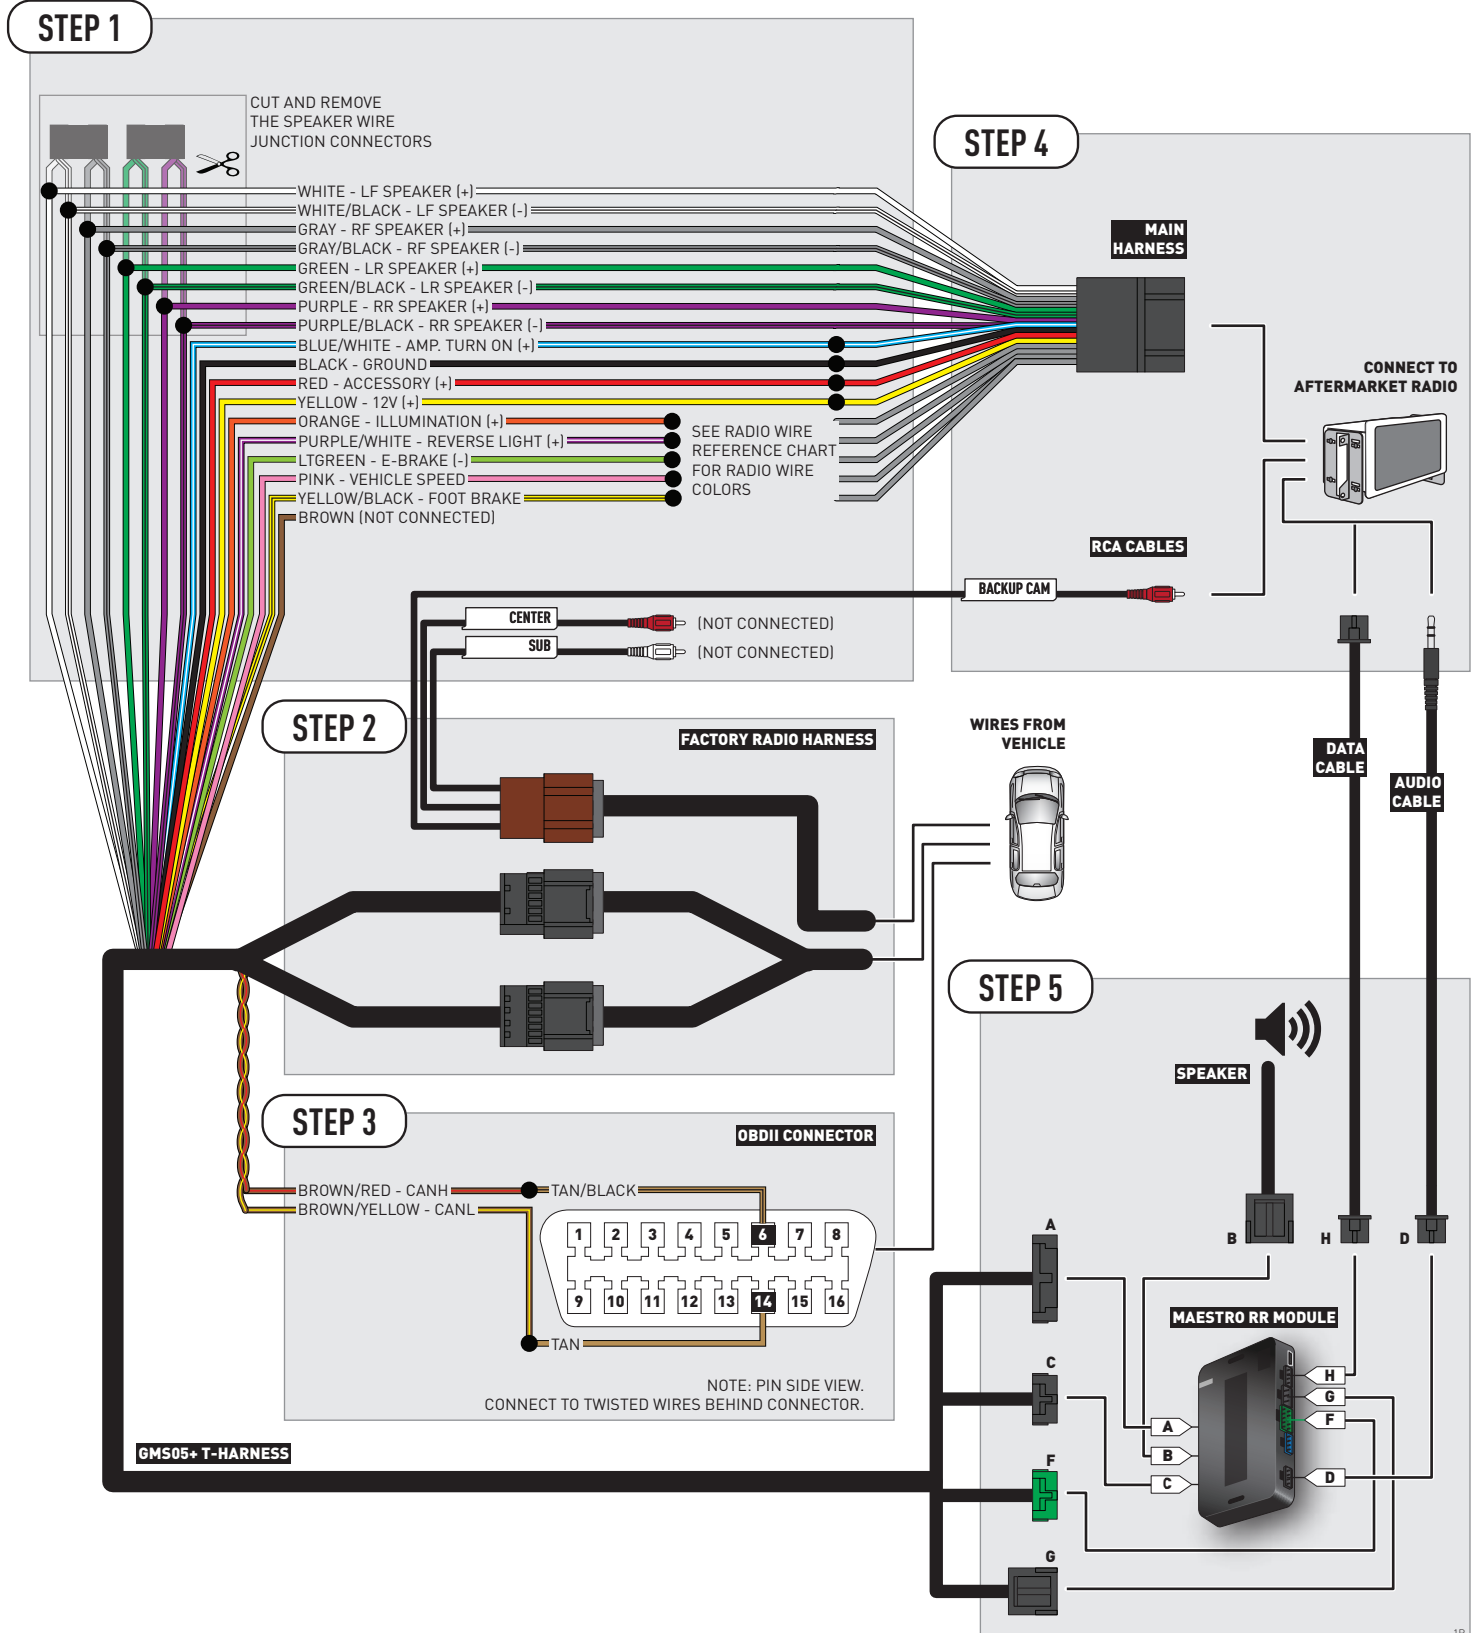 STEP 1
CUT AND REMOVE
THE SPEAKER WIRE
JUNCTION CONNECTORS
WHITE - LF SPEAKER (+)
WHITE/BLACK - LF SPEAKER (-)
GRAY - RF SPEAKER (+)
GRAY/BLACK - RF SPEAKER (-)
GREEN - LR SPEAKER (+)
GREEN/BLACK - LR SPEAKER (-)
PURPLE - RR SPEAKER (+)
PURPLE/BLACK - RR SPEAKER (-)
BLUE/WHITE - AMP. TURN ON (+)
BLACK - GROUND
RED - ACCESSORY (+)
YELLOW - 12V (+)
ORANGE - ILLUMINATION (+)
PURPLE/WHITE - REVERSE LIGHT (+)
LTGREEN - E-BRAKE (-)
PINK - VEHICLE SPEED
YELLOW/BLACK - FOOT BRAKE
BROWN (NOT CONNECTED)
SEE RADIO WIRE
REFERENCE CHART
FOR RADIO WIRE
COLORS
CENTER
(NOT CONNECTED)
SUB
(NOT CONNECTED)
STEP 4
MAIN
HARNESS
CONNECT TO
AFTERMARKET RADIO
RCA CABLES
BACKUP CAM
DATA
CABLE
AUDIO
CABLE
STEP 2
FACTORY RADIO HARNESS
WIRES FROM
VEHICLE
STEP 3
OBDII CONNECTOR
BROWN/RED - CANH
TAN/BLACK
BROWN/YELLOW - CANL
1 2 3 4 5 6 7 8
9 10 11 12 13 14 15 16
TAN
NOTE: PIN SIDE VIEW.
CONNECT TO TWISTED WIRES BEHIND CONNECTOR.
GMS05+ T-HARNESS
STEP 5
SPEAKER
A
B
H
D
MAESTRO RR MODULE
C
H
G
F
A
B
C
D
F
G